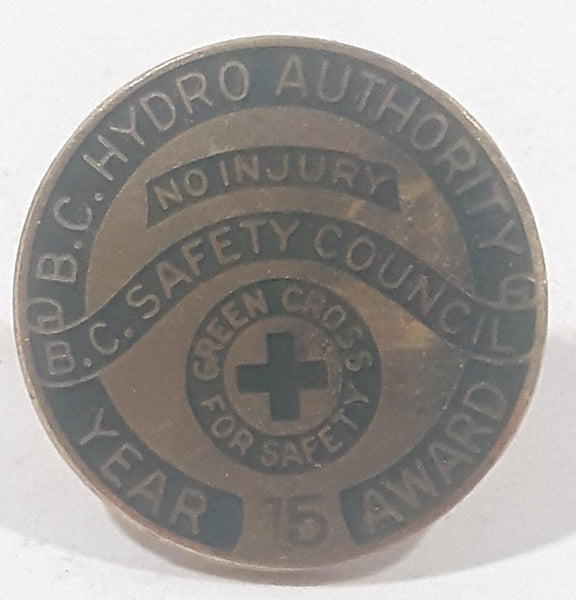 B.C. HYDRO AUTHORITY
NO INJURY
B.C. SAFETY COUNCIL
GREEN CROSS
FOR SAFETY
YEAR 15 AWARD